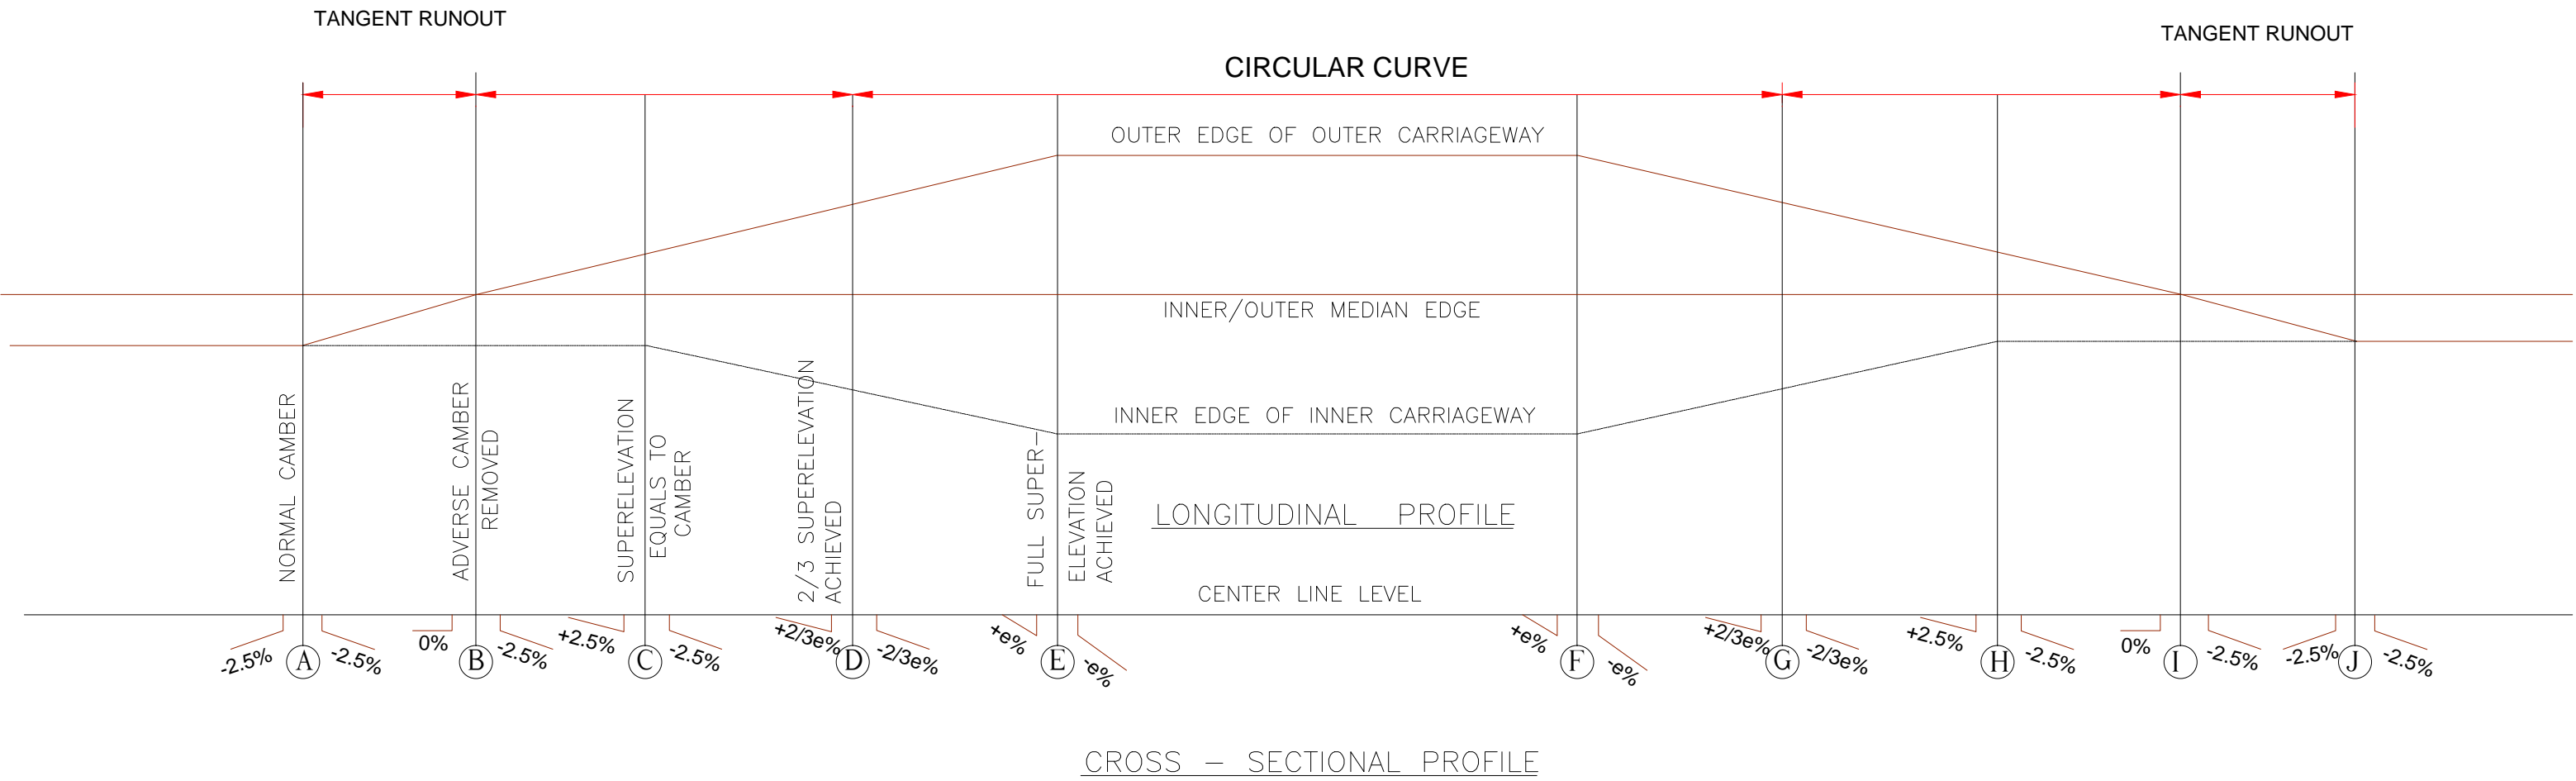 TANGENT RUNOUT
TANGENT RUNOUT
CIRCULAR CURVE
OUTER EDGE OF OUTER CARRIAGEWAY
INNER/OUTER MEDIAN EDGE
INNER EDGE OF INNER CARRIAGEWAY
NORMAL CAMBER
ADVERSE CAMBER
REMOVED
SUPERELEVATION
EQUALS TO
CAMBER
2/3 SUPERELEVATION
ACHIEVED
FULL SUPER-
ELEVATION
ACHIEVED
LONGITUDINAL PROFILE
CENTER LINE LEVEL
-2.5% A -2.5%
0% B -2.5%
+2.5% C -2.5%
+2/3e% D -2/3e%
+e% E -e%
+e% F -e%
+2/3e% G -2/3e%
+2.5% H -2.5%
0% I -2.5%
-2.5% J -2.5%
CROSS - SECTIONAL PROFILE